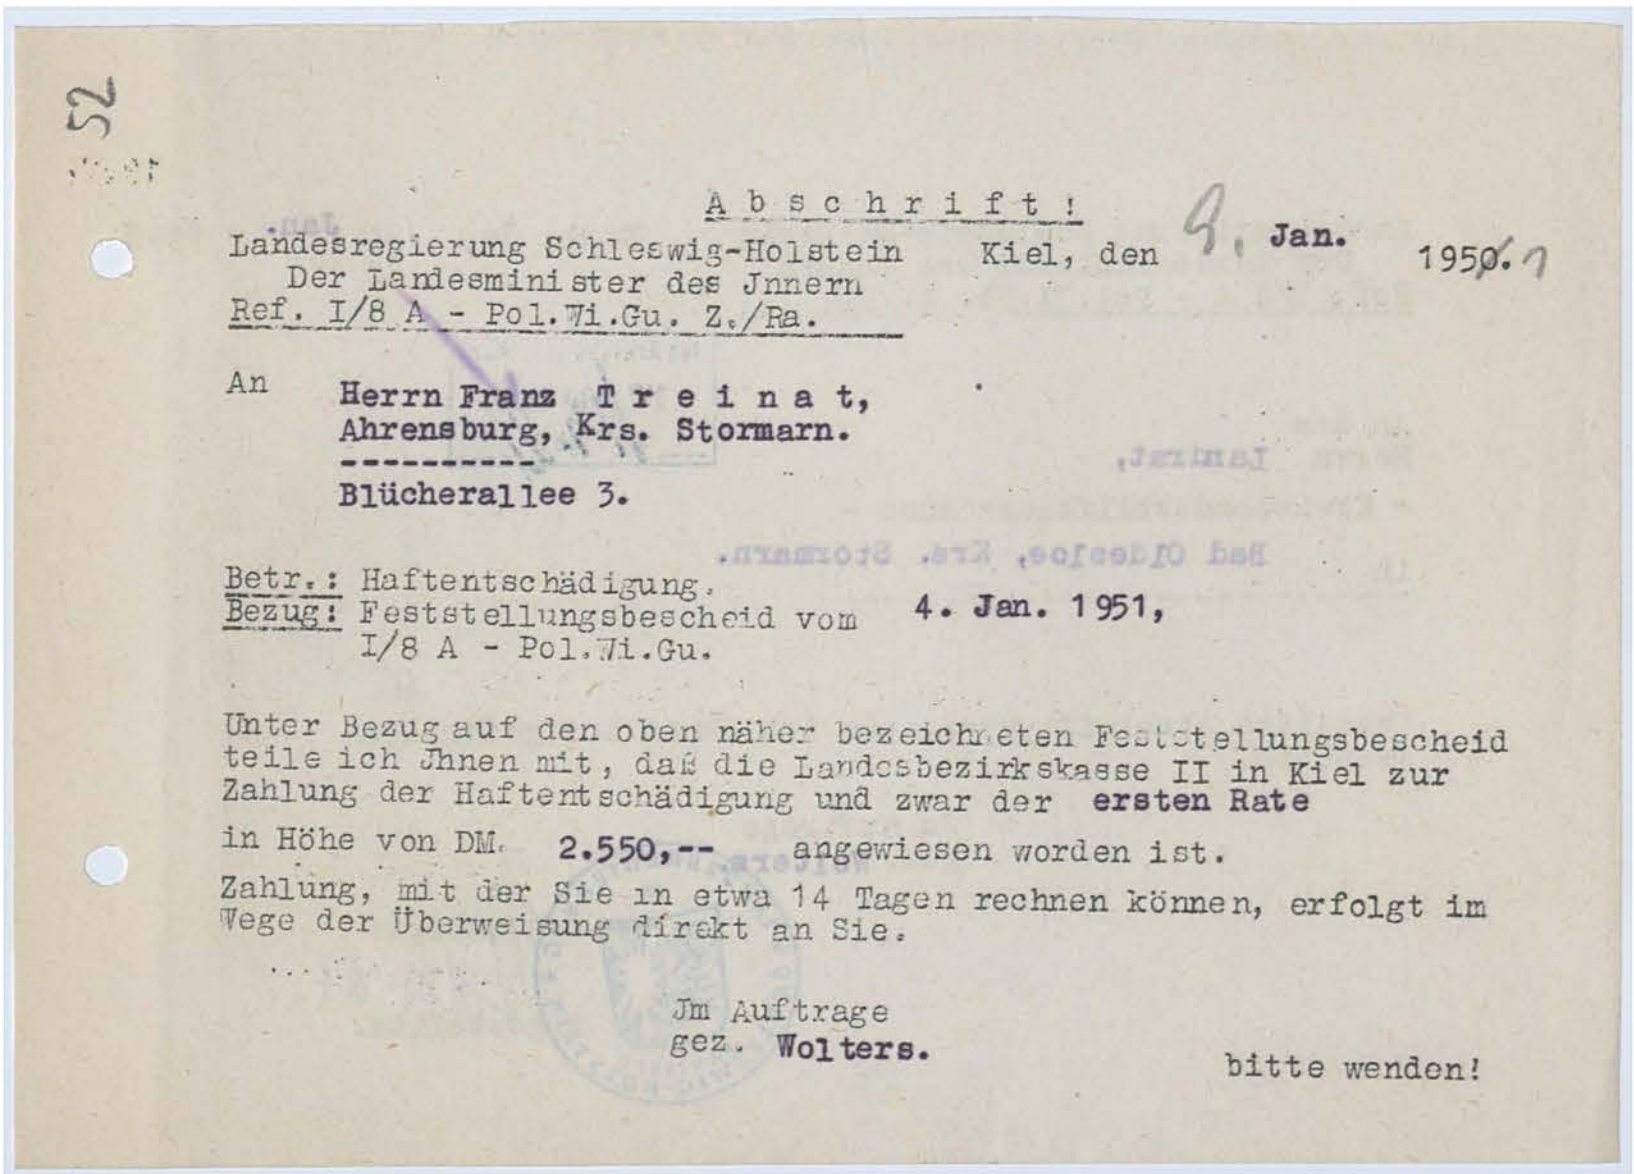 52
Abschrift!
Landesregierung Schleswig-Holstein Kiel, den 9. Jan. 1950.1
Der Landesminister des Jnnern
Ref. I/8 A - Pol.Wi.Gu. Z./Ra.
An Herrn Franz Treinat,
Ahrensburg, Krs. Stormarn.
----------
Blücherallee 3.
Betr.: Haftentschädigung.
Bezug: Feststellungsbescheid vom 4. Jan. 1951,
I/8 A - Pol.Wi.Gu.
Unter Bezug auf den oben näher bezeichneten Feststellungsbescheid
teile ich Jhnen mit, daß die Landesbezirkskasse II in Kiel zur
Zahlung der Haftentschädigung und zwar der ersten Rate
in Höhe von DM. 2.550,-- angewiesen worden ist.
Zahlung, mit der Sie in etwa 14 Tagen rechnen können, erfolgt im
Wege der Überweisung direkt an Sie.
Jm Auftrage
gez. Wolters.
bitte wenden!